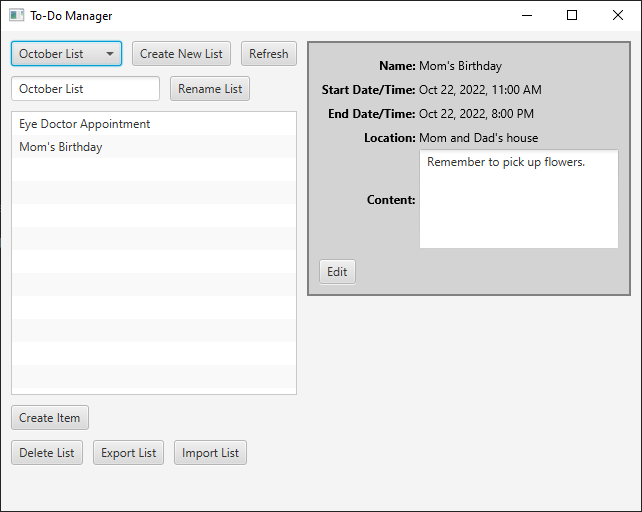 To-Do Manager
October List
Create New List
Refresh
October List
Rename List
Eye Doctor Appointment
Mom's Birthday
Create Item
Delete List
Export List
Import List
Name: Mom's Birthday
Start Date/Time: Oct 22, 2022, 11:00 AM
End Date/Time: Oct 22, 2022, 8:00 PM
Location: Mom and Dad's house
Content: Remember to pick up flowers.
Edit